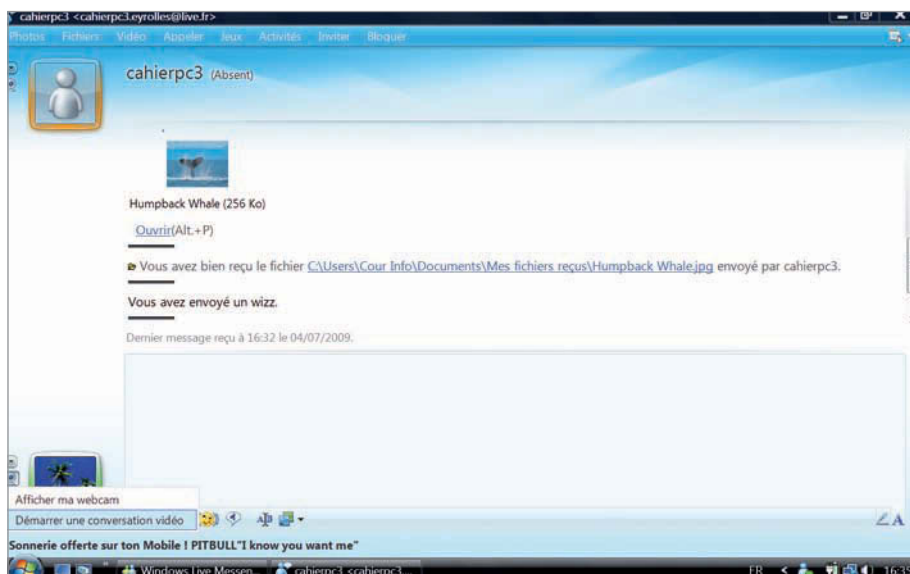 cahierpc3 <cahierpc3.eyrolles@live.fr>
Photos Fichiers Vidéo Appeler Jeux Activités Inviter Bloquer
cahierpc3 (Absent)
Humpback Whale (256 Ko)
Ouvrir(Alt.+P)
Vous avez bien reçu le fichier C:\Users\Cour Info\Documents\Mes fichiers reçus\Humpback Whale.jpg envoyé par cahierpc3.
Vous avez envoyé un wizz.
Dernier message reçu à 16:32 le 04/07/2009.
Afficher ma webcam
Démarrer une conversation vidéo
Sonnerie offerte sur ton Mobile ! PITBULL"I know you want me"
Windows Live Messen... cahierpc3 <cahierpc3.... FR